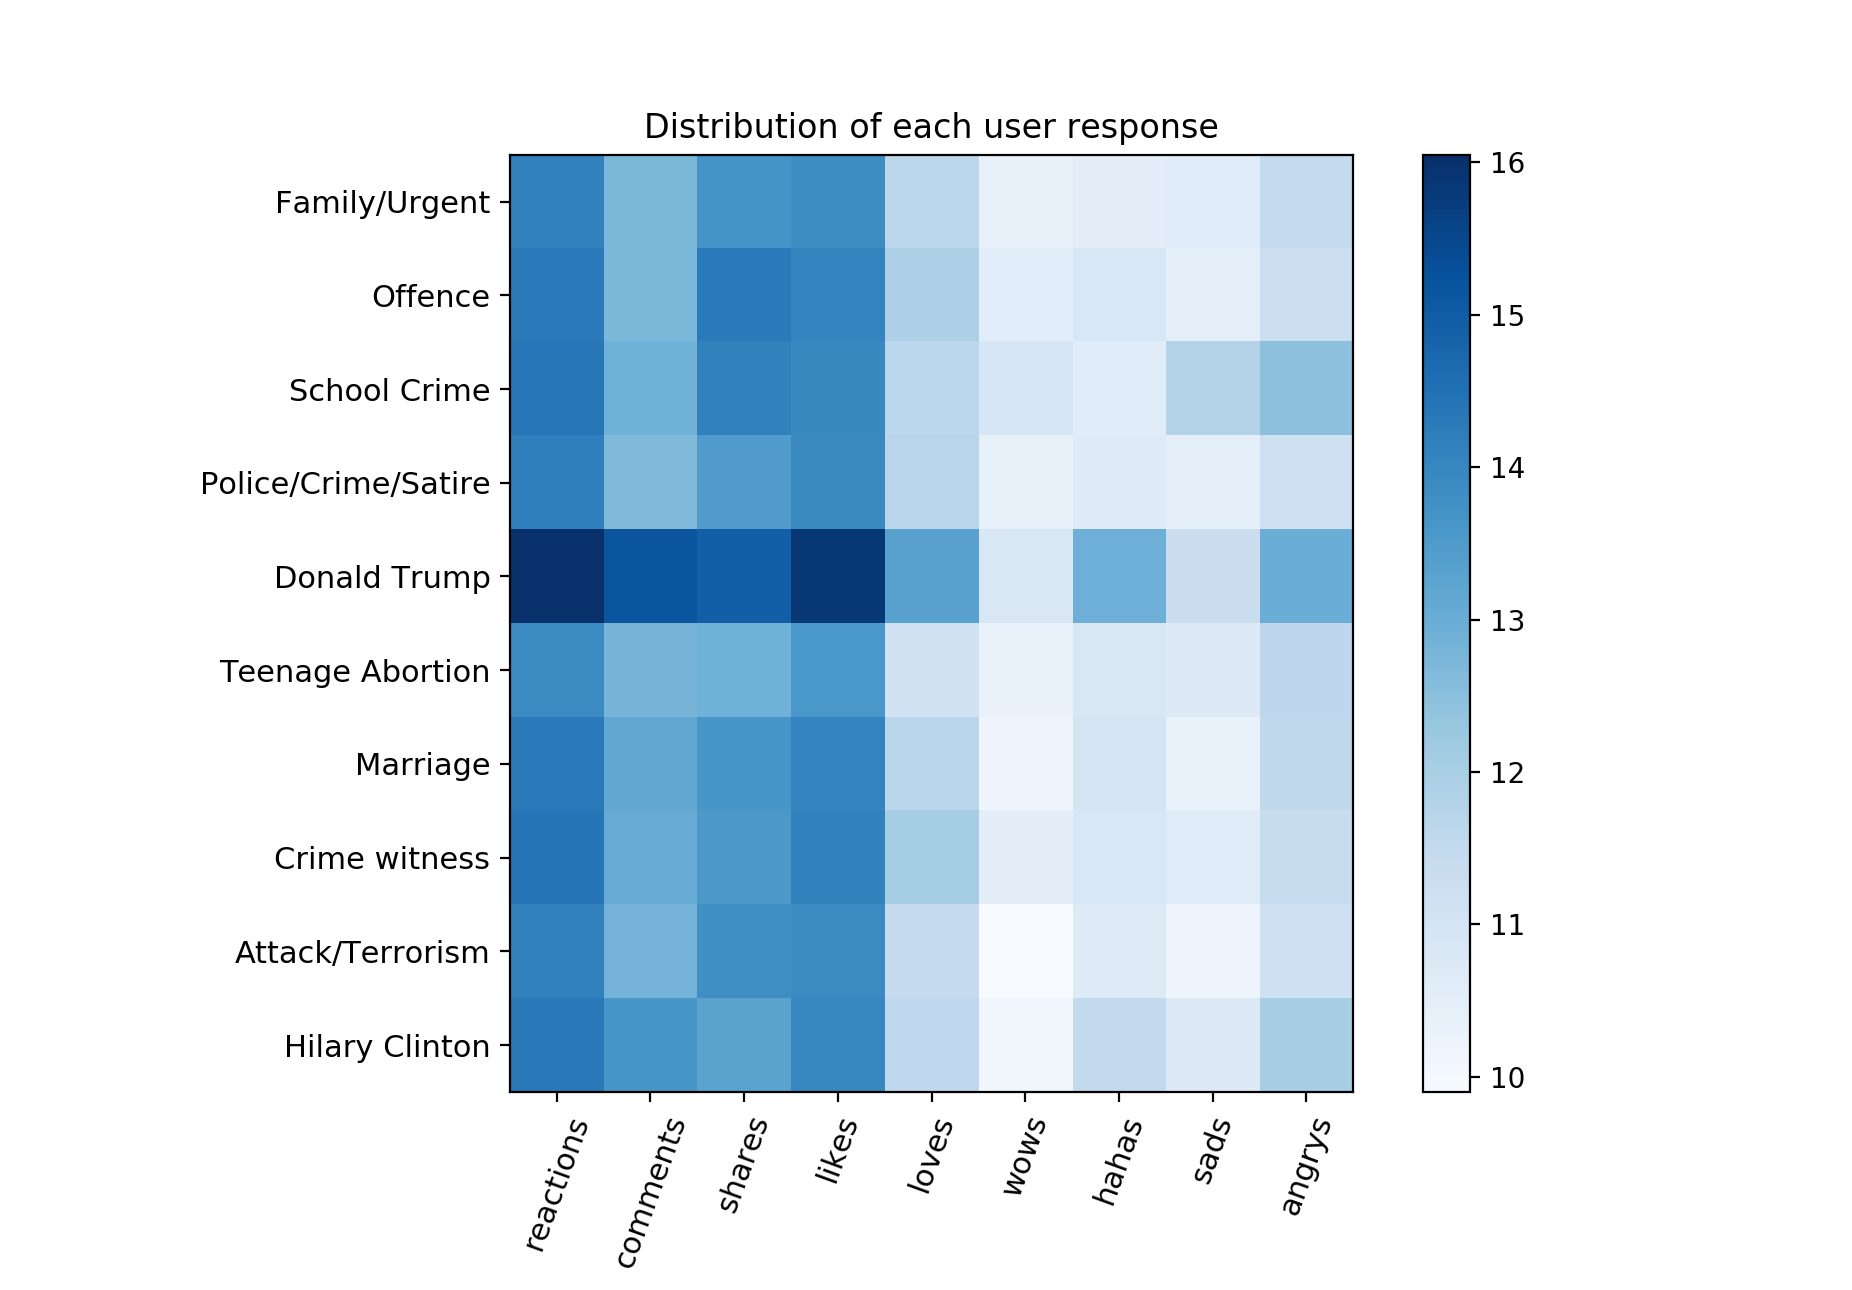 Distribution of each user response
Family/Urgent
Offence
School Crime
Police/Crime/Satire
Donald Trump
Teenage Abortion
Marriage
Crime witness
Attack/Terrorism
Hilary Clinton
reactions
comments
shares
likes
loves
wows
hahas
sads
angrys
16
15
14
13
12
11
10